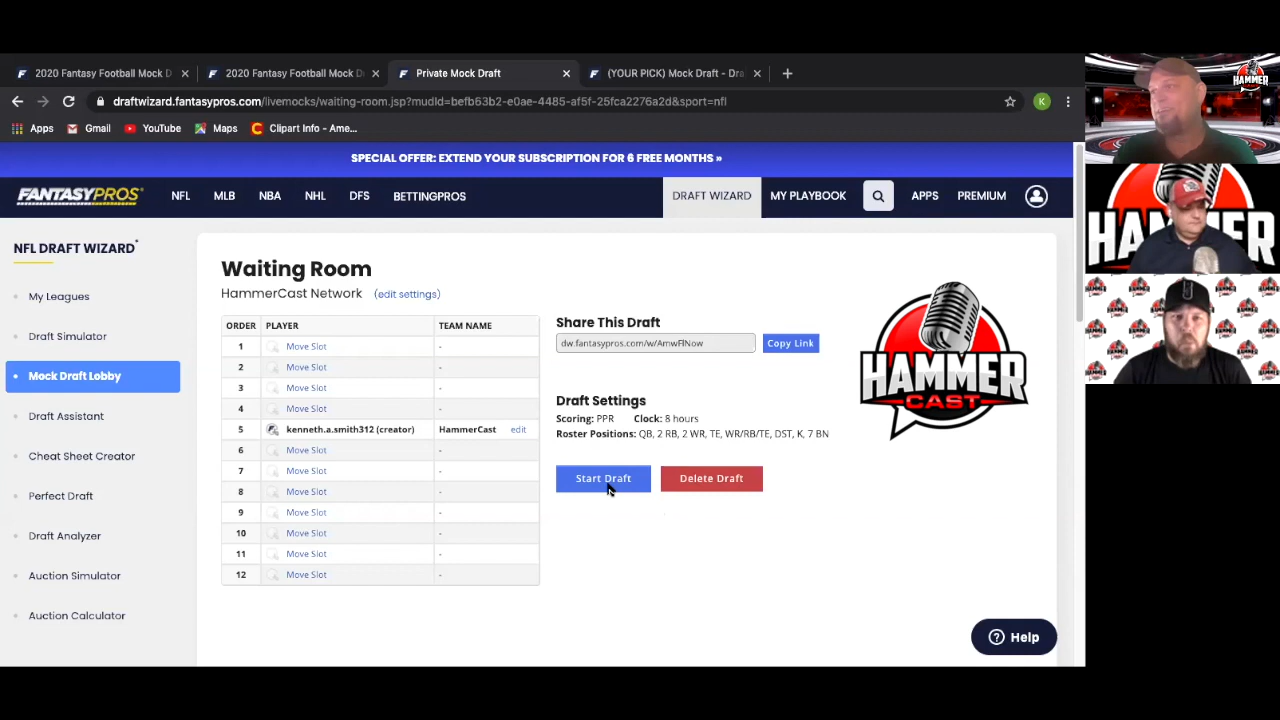 2020 Fantasy Football Mock D
2020 Fantasy Football Mock D
Private Mock Draft
(YOUR PICK) Mock Draft - Dra
draftwizard.fantasypros.com/livemocks/waiting-room.jsp?mudid=befb63b2-e0ae-4485-af5f-25fca2276a2d&sport=nfl
K
Apps
Gmail
YouTube
Maps
Clipart Info - Ame...
SPECIAL OFFER: EXTEND YOUR SUBSCRIPTION FOR 6 FREE MONTHS »
FANTASYPROS
NFL
MLB
NBA
NHL
DFS
BETTINGPROS
DRAFT WIZARD
MY PLAYBOOK
APPS
PREMIUM
NFL DRAFT WIZARD
My Leagues
Draft Simulator
Mock Draft Lobby
Draft Assistant
Cheat Sheet Creator
Perfect Draft
Draft Analyzer
Auction Simulator
Auction Calculator
Waiting Room
HammerCast Network (edit settings)
ORDER PLAYER TEAM NAME
1 Move Slot -
2 Move Slot -
3 Move Slot -
4 Move Slot -
5 kenneth.a.smith312 (creator) HammerCast edit
6 Move Slot -
7 Move Slot -
8 Move Slot -
9 Move Slot -
10 Move Slot -
11 Move Slot -
12 Move Slot -
Share This Draft
dw.fantasypros.com/w/AmwFlNow
Copy Link
Draft Settings
Scoring: PPR Clock: 8 hours
Roster Positions: QB, 2 RB, 2 WR, TE, WR/RB/TE, DST, K, 7 BN
Start Draft
Delete Draft
HAMMER
CAST
Help
HAMMER
HAMMER